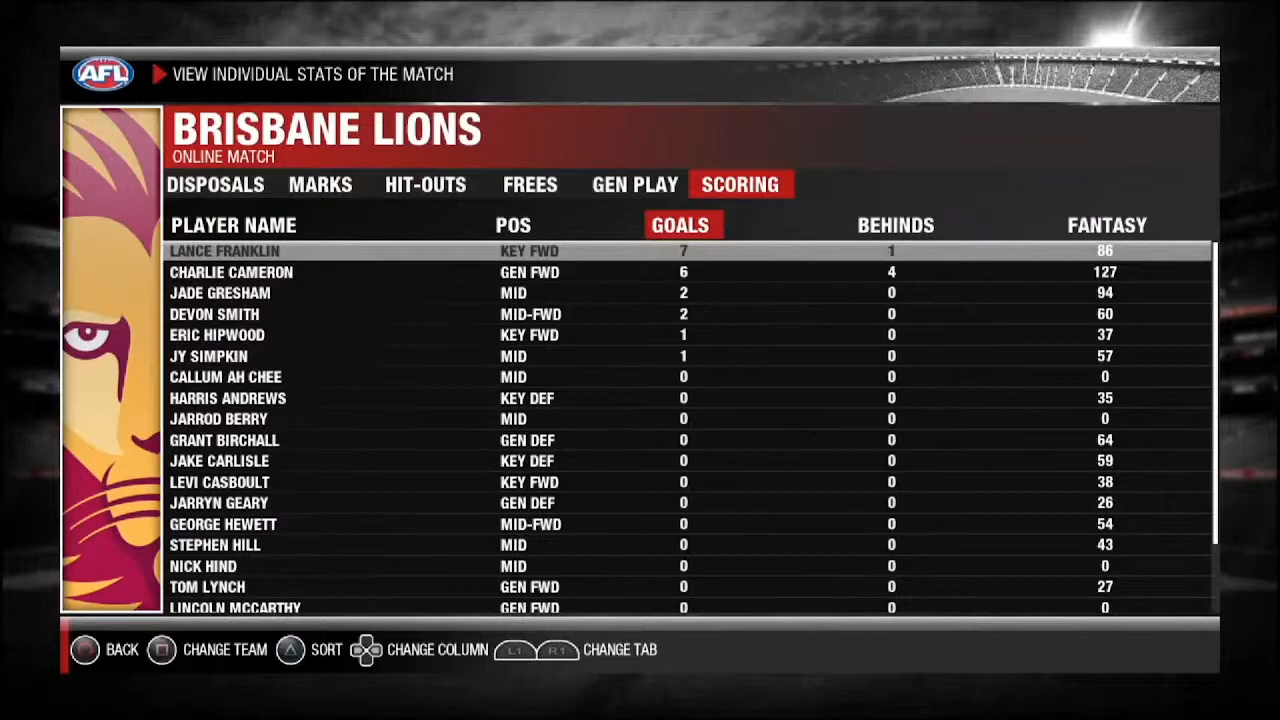 AFL VIEW INDIVIDUAL STATS OF THE MATCH
BRISBANE LIONS
ONLINE MATCH
DISPOSALS MARKS HIT-OUTS FREES GEN PLAY SCORING
PLAYER NAME POS GOALS BEHINDS FANTASY
LANCE FRANKLIN KEY FWD 7 1 86
CHARLIE CAMERON GEN FWD 6 4 127
JADE GRESHAM MID 2 0 94
DEVON SMITH MID-FWD 2 0 60
ERIC HIPWOOD KEY FWD 1 0 37
JY SIMPKIN MID 1 0 57
CALLUM AH CHEE MID 0 0 0
HARRIS ANDREWS KEY DEF 0 0 35
JARROD BERRY MID 0 0 0
GRANT BIRCHALL GEN DEF 0 0 64
JAKE CARLISLE KEY DEF 0 0 59
LEVI CASBOULT KEY FWD 0 0 38
JARRYN GEARY GEN DEF 0 0 26
GEORGE HEWETT MID-FWD 0 0 54
STEPHEN HILL MID 0 0 43
NICK HIND MID 0 0 0
TOM LYNCH GEN FWD 0 0 27
LINCOLN MCCARTHY GEN FWD 0 0 0
BACK CHANGE TEAM SORT CHANGE COLUMN L1 R1 CHANGE TAB